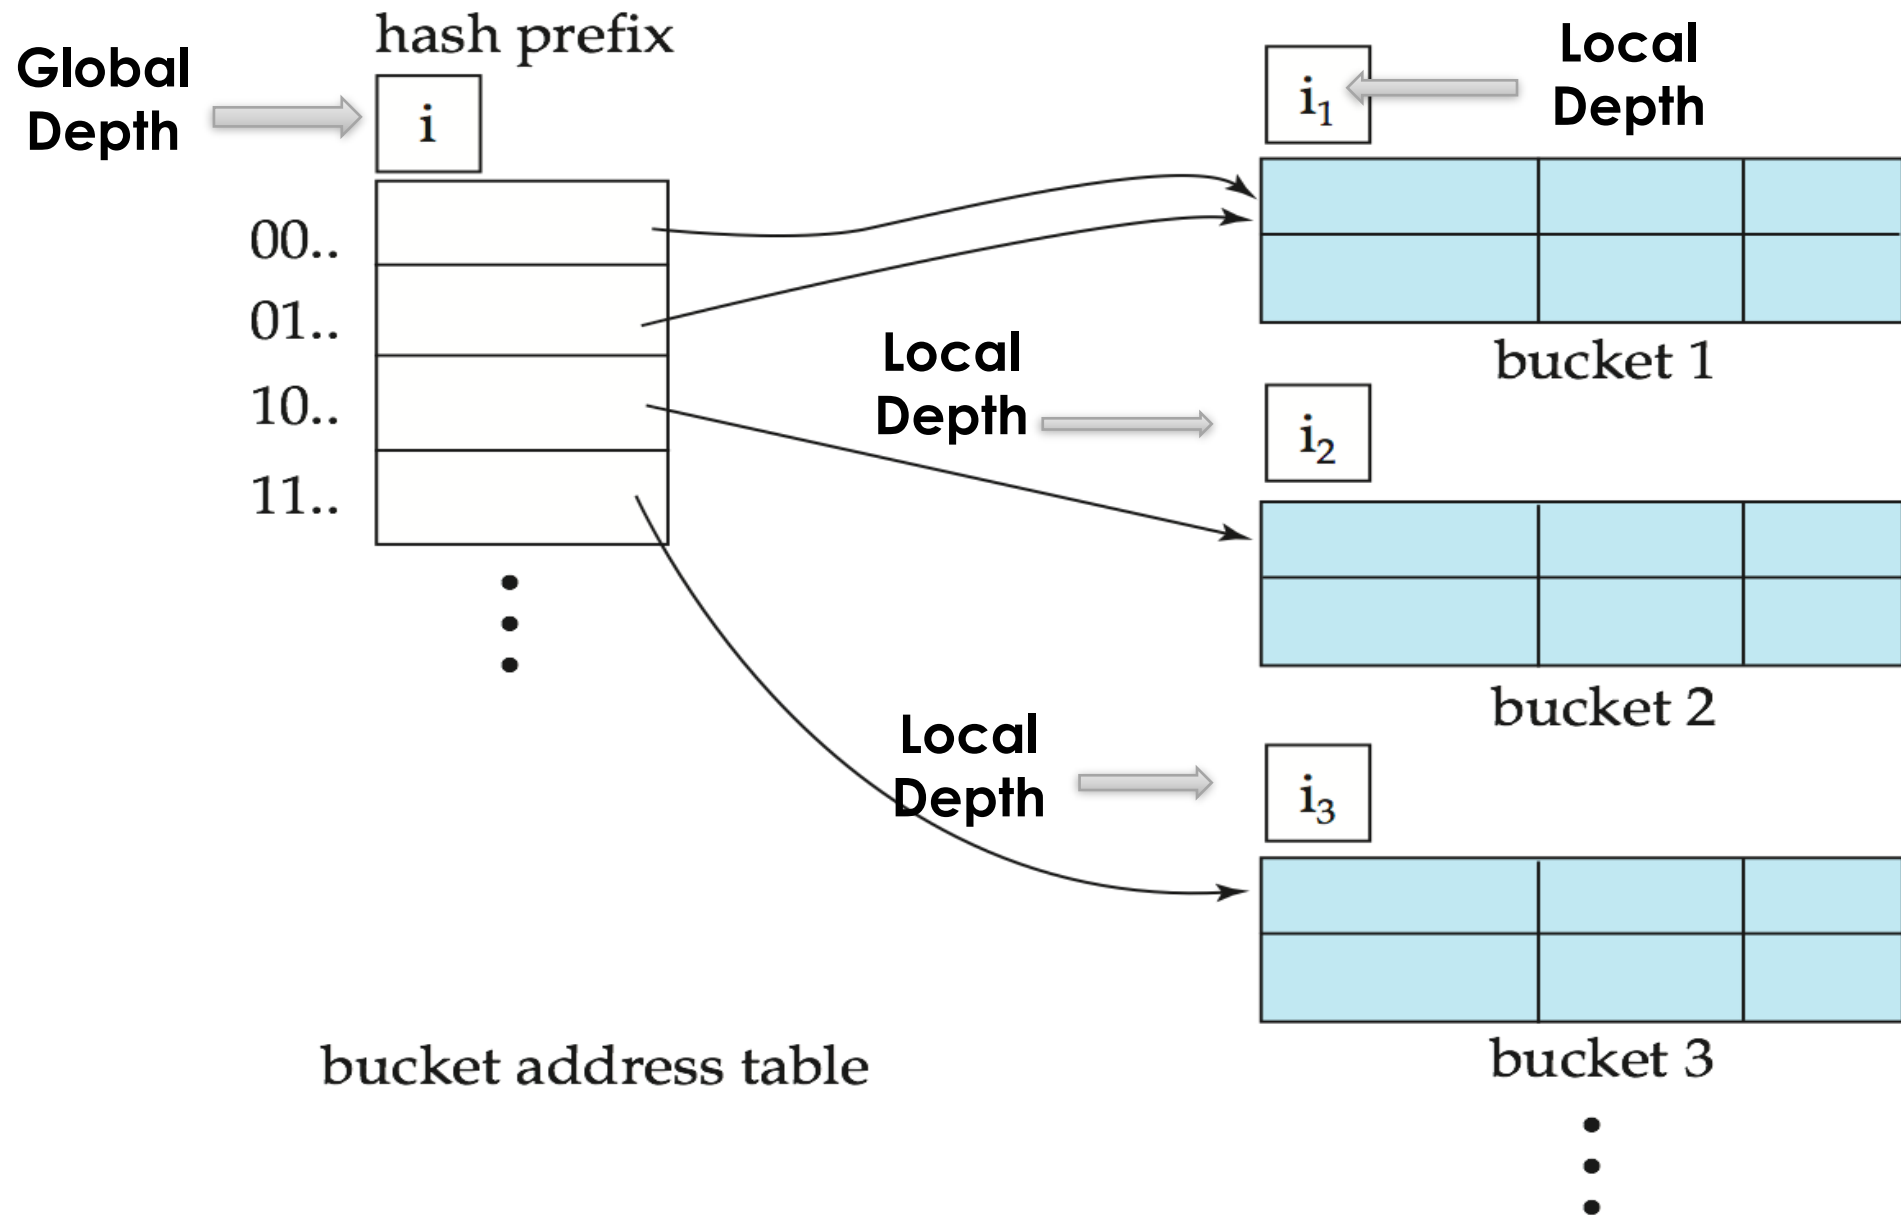 hash prefix
Global
Depth
i
00..
01..
10..
11..
bucket address table
i₁
Local
Depth
bucket 1
Local
Depth
i₂
bucket 2
Local
Depth
i₃
bucket 3